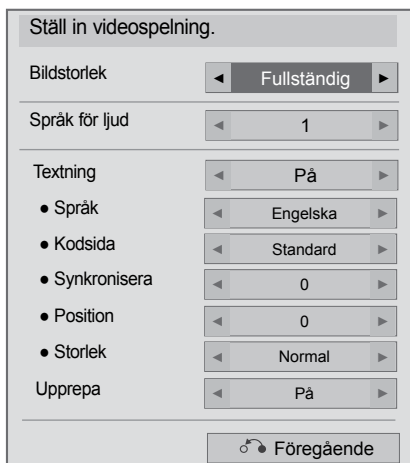 Ställ in videospelning.
Bildstorlek ◄ Fullständig ►
Språk för ljud ◄ 1 ►
Textning ◄ På ►
● Språk ◄ Engelska ►
● Kodsida ◄ Standard ►
● Synkronisera ◄ 0 ►
● Position ◄ 0 ►
● Storlek ◄ Normal ►
Upprepa ◄ På ►
Föregående